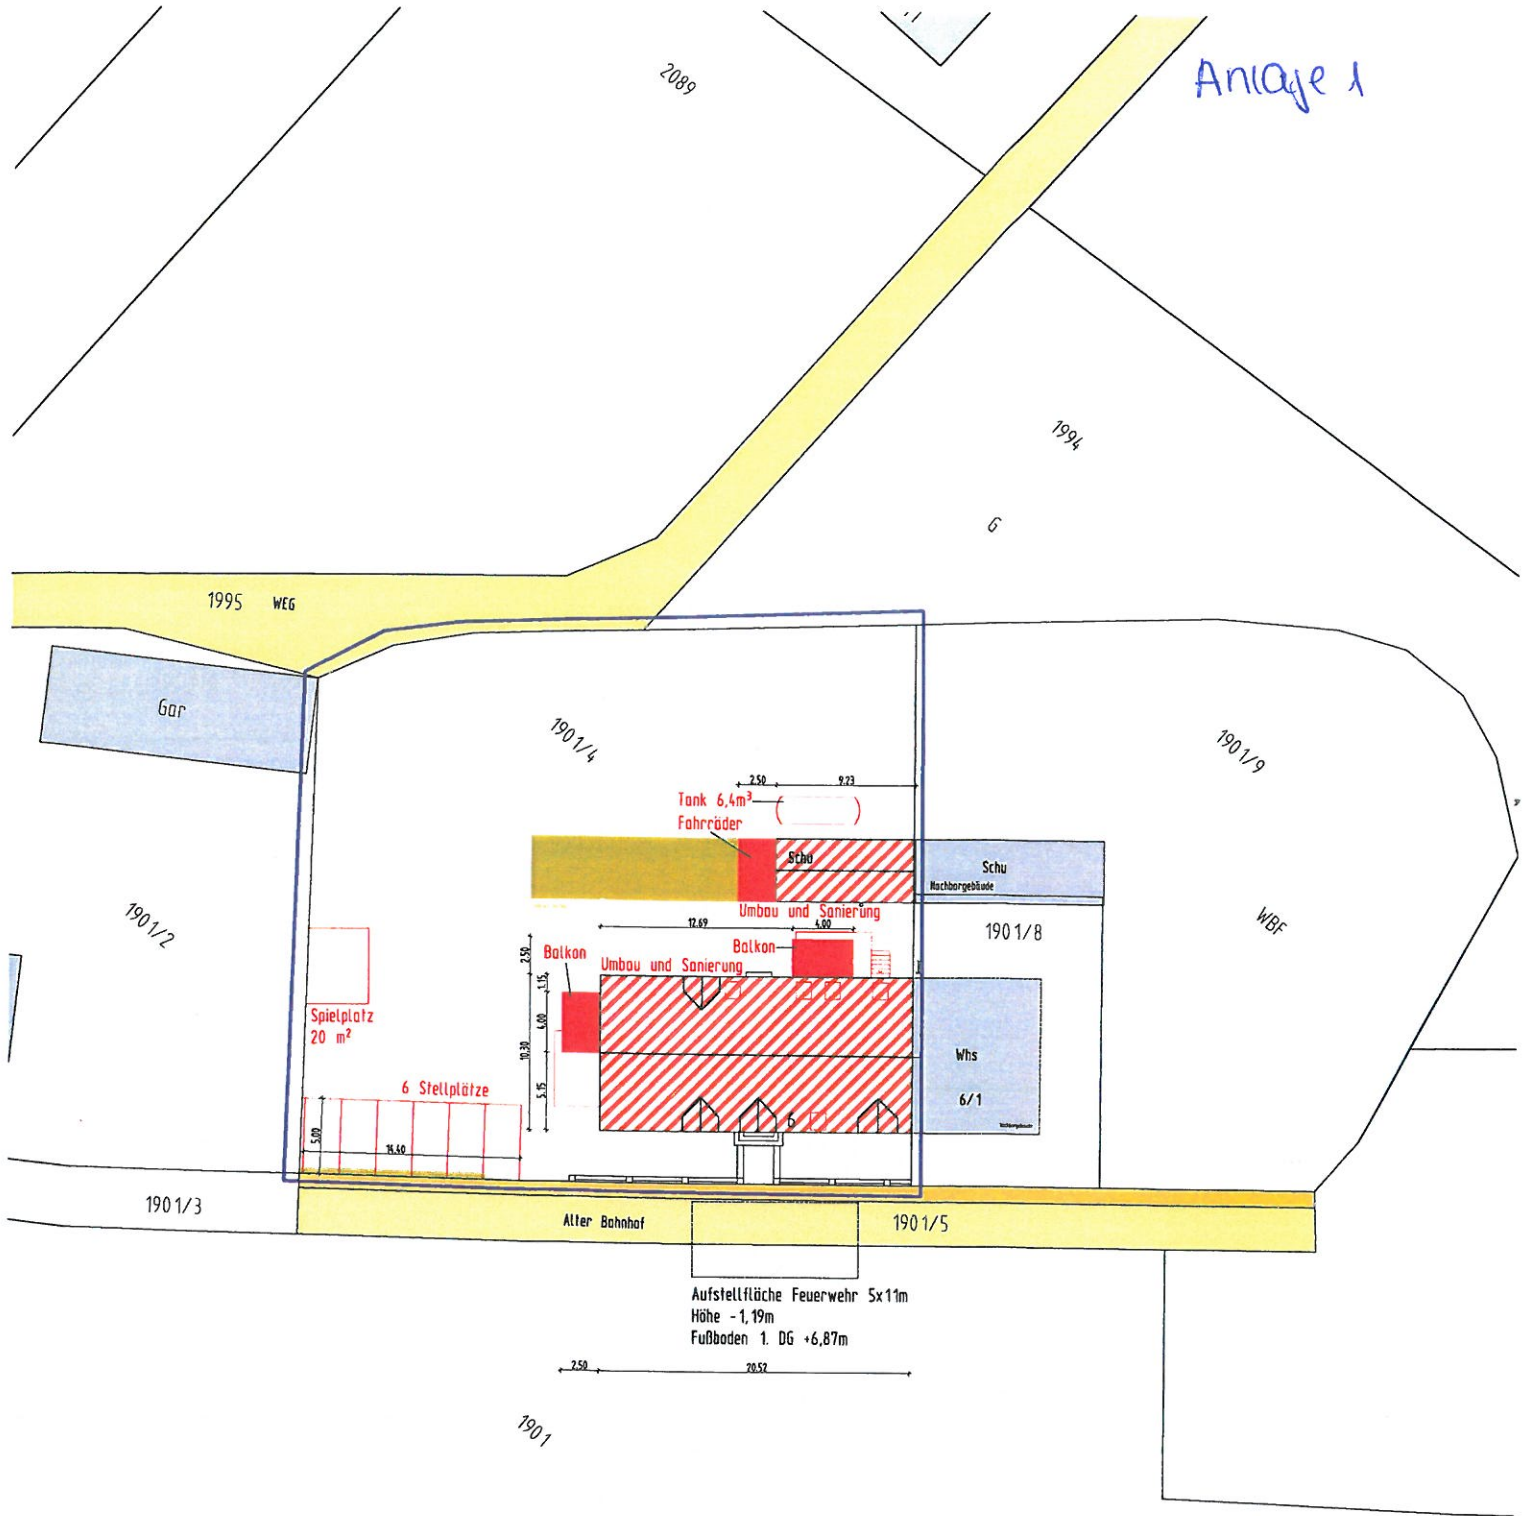 Anlage 1
2089
1994
G
1995 WEG
Gar
1901/4
1901/9
2.50
9.23
Tank 6,4m³
Fahrräder
Schu
Schu
Nachbargebäude
Umbau und Sanierung
1901/2
12.69
4.00
1901/8
WBF
2.50
Balkon
Balkon
Umbau und Sanierung
1.15
4.00
10.30
5.15
Spielplatz
20 m²
Whs
6/1
Nachbargebäude
6 Stellplätze
6
5.00
14.40
1901/3
Alter Bahnhof
1901/5
Aufstellfläche Feuerwehr 5x11m
Höhe -1,19m
Fußboden 1. DG +6,87m
2.50
20.52
1901